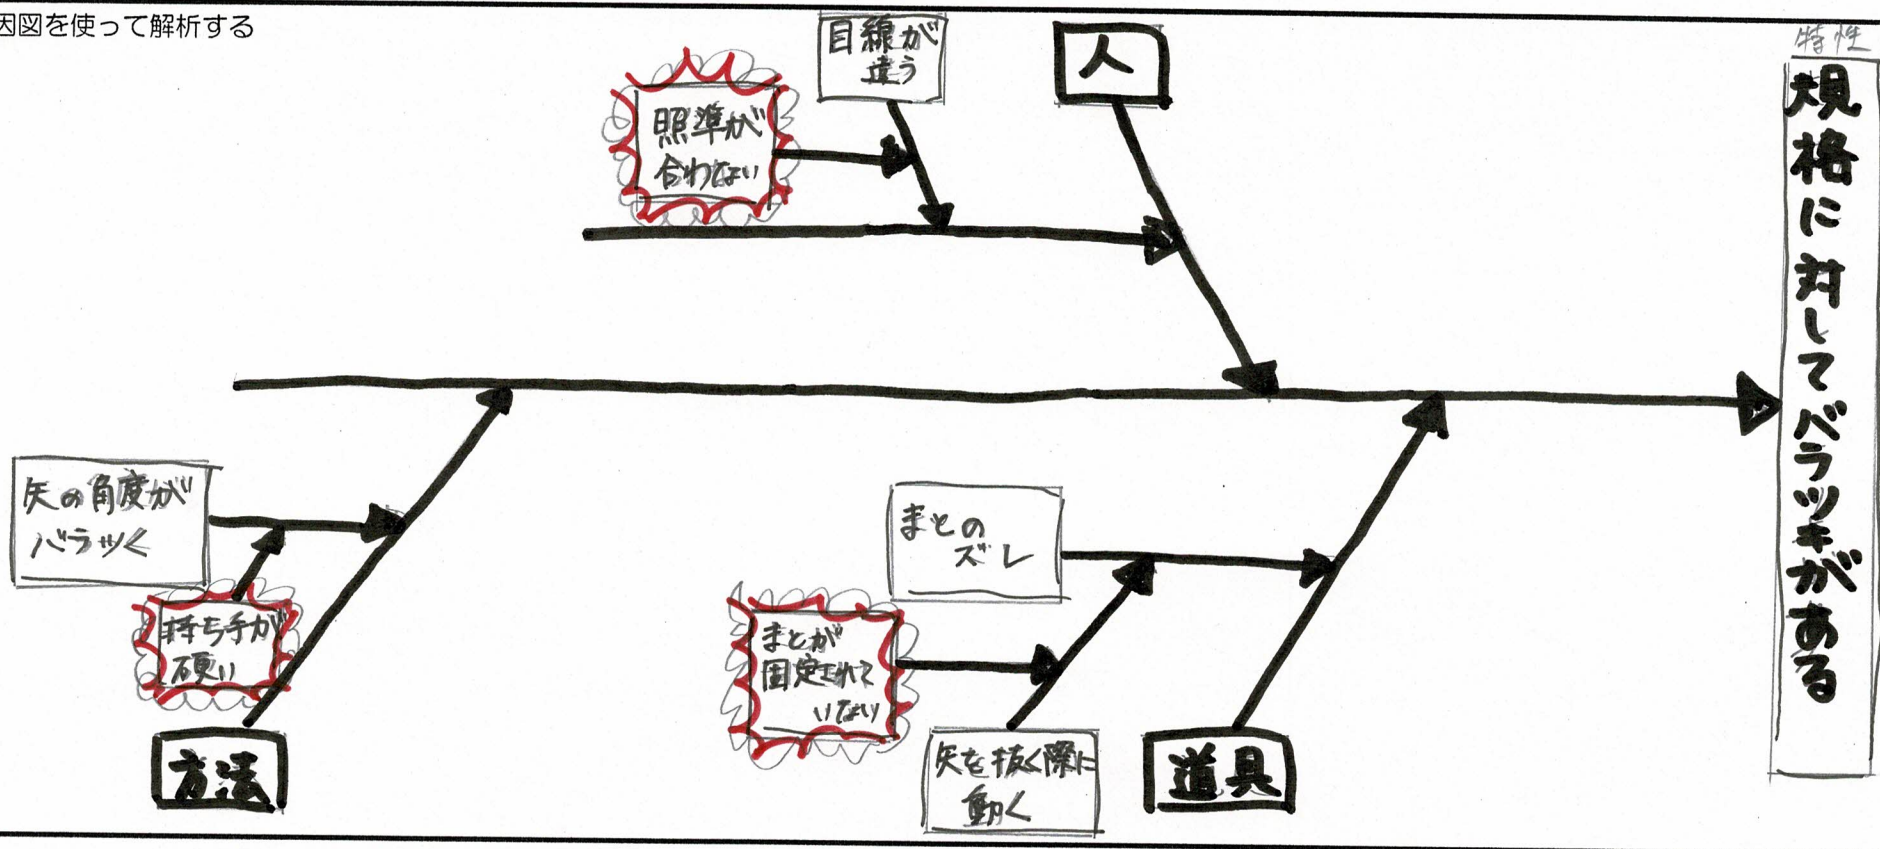 因図を使って解析する
目線が
違う
人
特性
照準が
合わない
規格に対してバラツキがある
矢の角度が
バラツく
持ち手が
硬い
方法
まとの
ズレ
まとが
固定されて
いない
矢を抜く際に
動く
道具